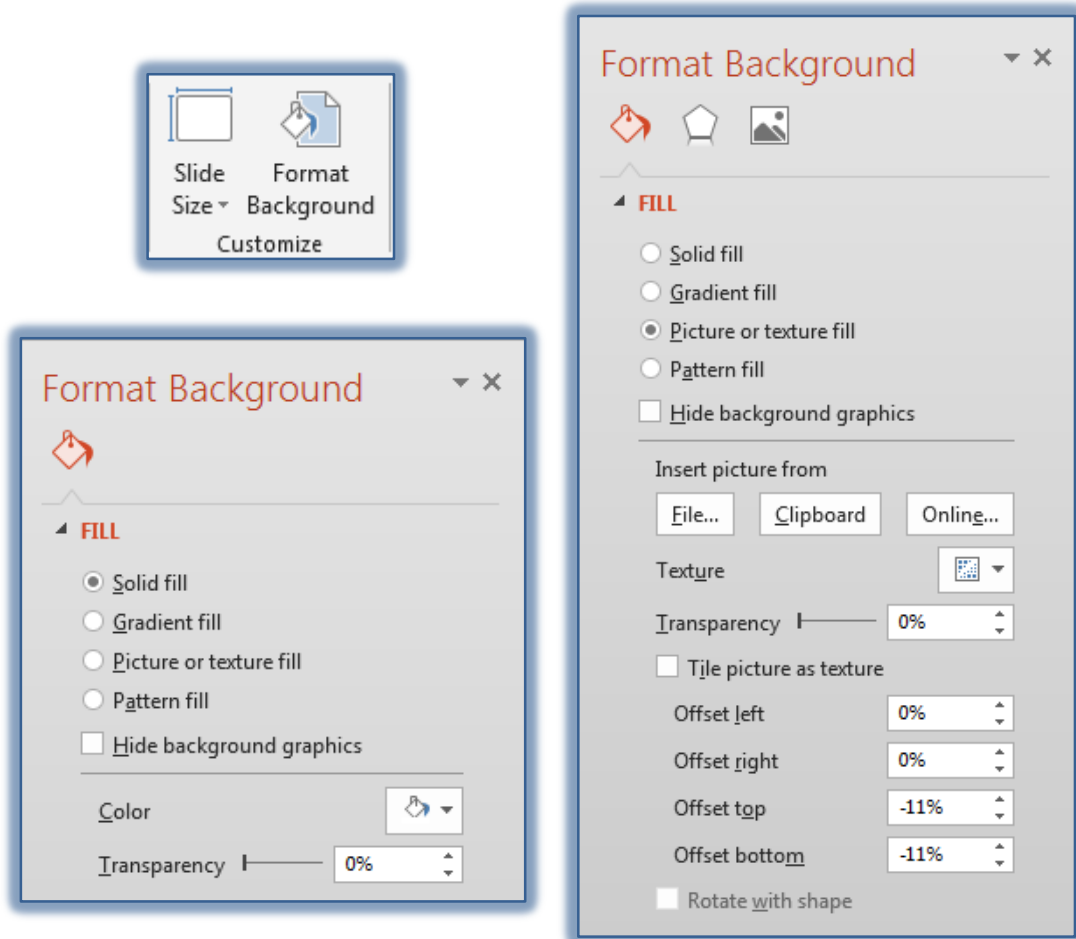 Slide Format
Size Background
Customize
Format Background
FILL
Solid fill
Gradient fill
Picture or texture fill
Pattern fill
Hide background graphics
Color
Transparency 0%
Format Background
FILL
Solid fill
Gradient fill
Picture or texture fill
Pattern fill
Hide background graphics
Insert picture from
File... Clipboard Online...
Texture
Transparency 0%
Tile picture as texture
Offset left 0%
Offset right 0%
Offset top -11%
Offset bottom -11%
Rotate with shape